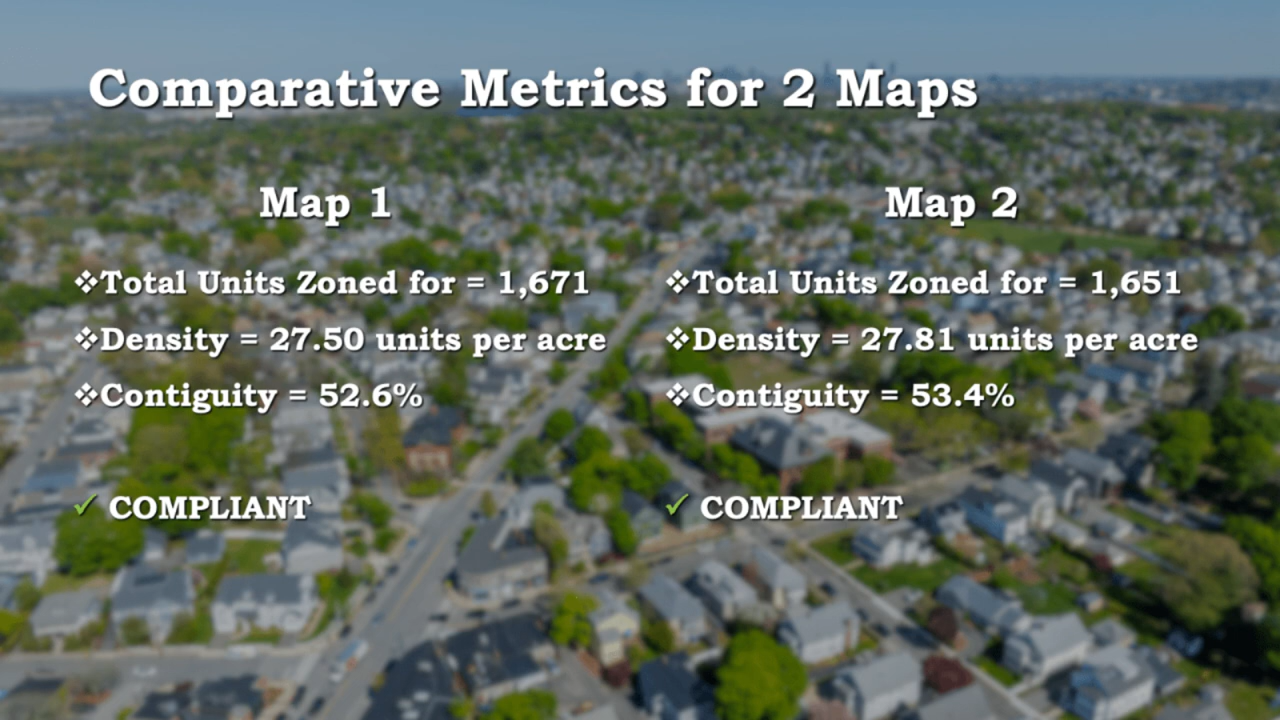 Comparative Metrics for 2 Maps
Map 1
❖Total Units Zoned for = 1,671
❖Density = 27.50 units per acre
❖Contiguity = 52.6%
✓ COMPLIANT
Map 2
❖Total Units Zoned for = 1,651
❖Density = 27.81 units per acre
❖Contiguity = 53.4%
✓ COMPLIANT